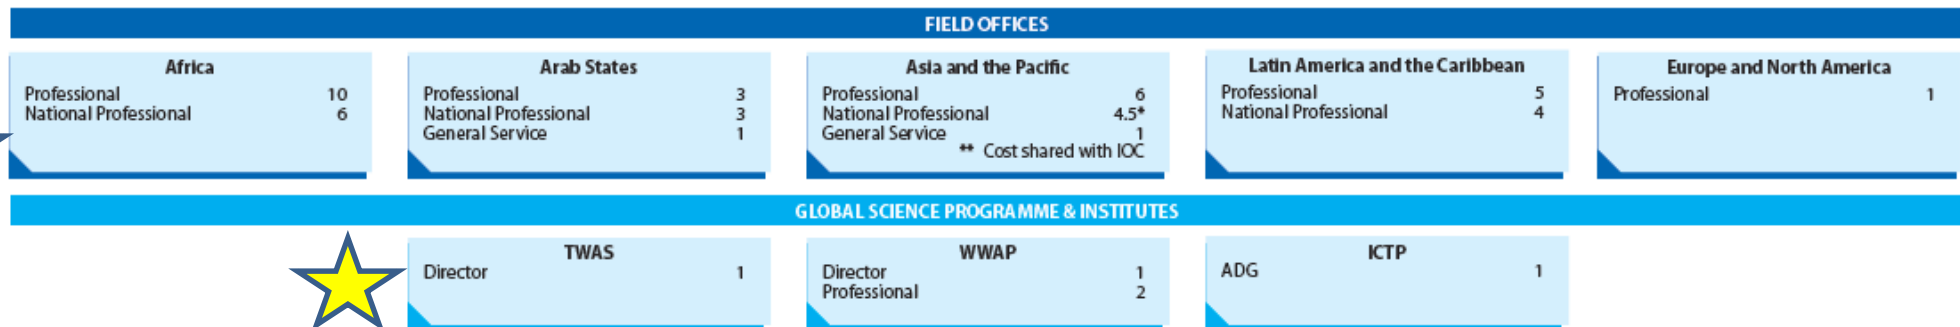 FIELD OFFICES
Africa
Professional 10
National Professional 6
Arab States
Professional 3
National Professional 3
General Service 1
Asia and the Pacific
Professional 6
National Professional 4.5*
General Service 1
** Cost shared with IOC
Latin America and the Caribbean
Professional 5
National Professional 4
Europe and North America
Professional 1
GLOBAL SCIENCE PROGRAMME & INSTITUTES
TWAS
Director 1
WWAP
Director 1
Professional 2
ICTP
ADG 1